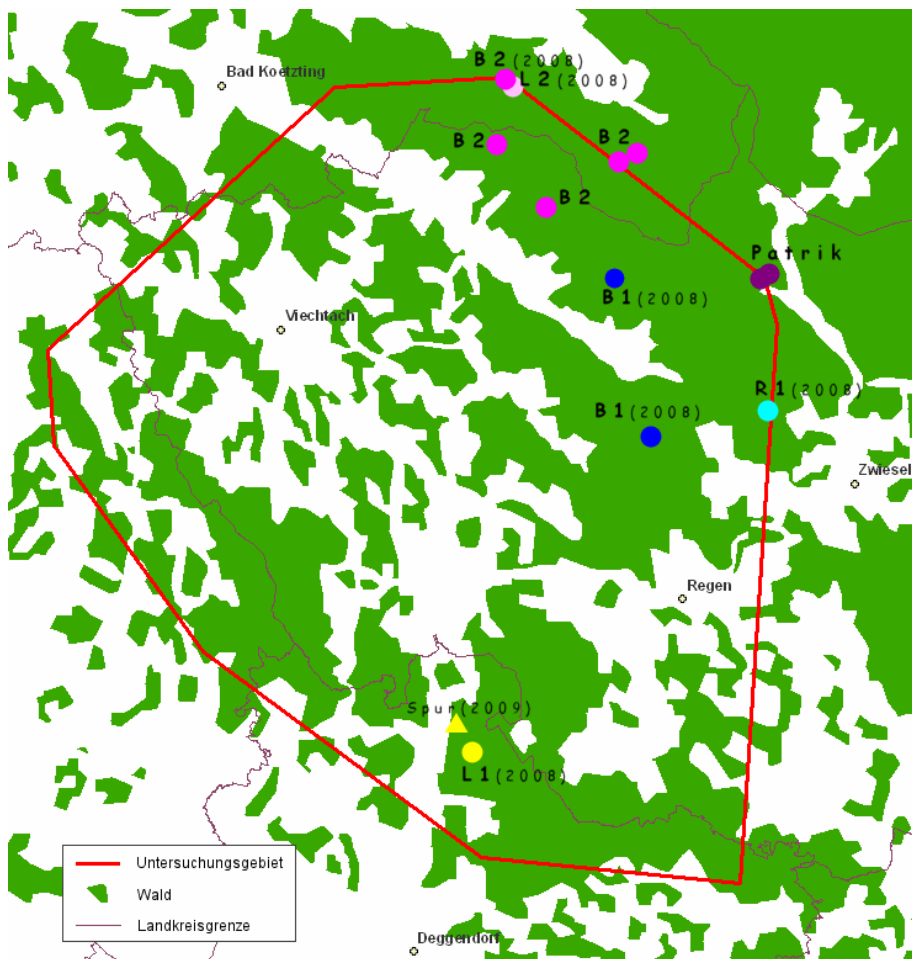 B 2 (2008)
Bad Koetzting
L 2 (2008)
B 2
B 2
B 2
Patrik
B 1 (2008)
Viechtach
R 1 (2008)
B 1 (2008)
Zwiesel
Regen
Spur (2009)
L 1 (2008)
Untersuchungsgebiet
Wald
Landkreisgrenze
Deggendorf